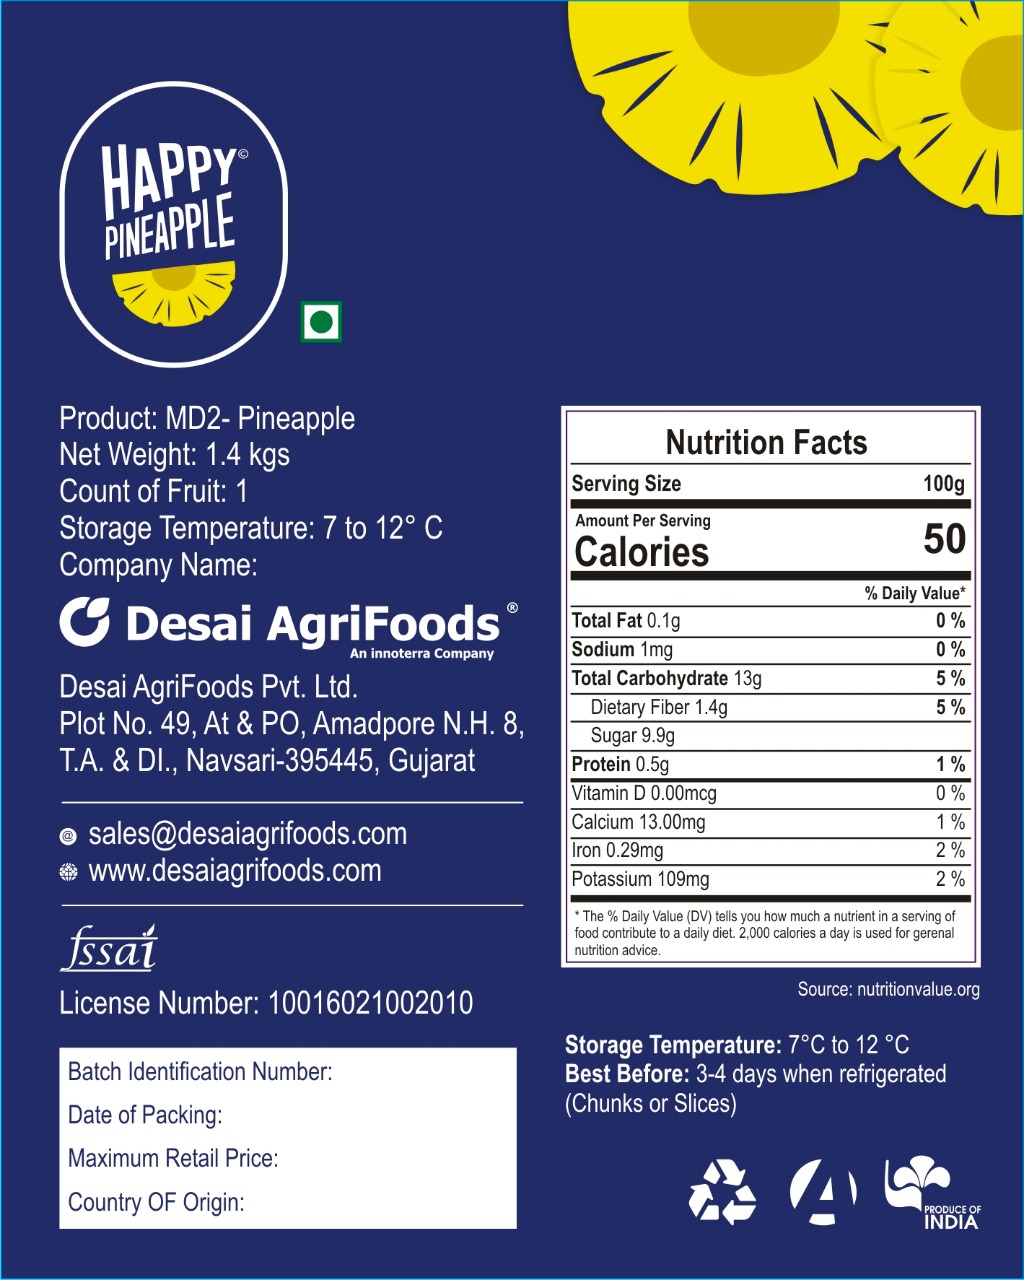 HAPPY©
PINEAPPLE
Product: MD2- Pineapple
Net Weight: 1.4 kgs
Count of Fruit: 1
Storage Temperature: 7 to 12° C
Company Name:
Desai AgriFoods®
An innoterra Company
Desai AgriFoods Pvt. Ltd.
Plot No. 49, At & PO, Amadpore N.H. 8,
T.A. & DI., Navsari-395445, Gujarat
@ sales@desaiagrifoods.com
www.desaiagrifoods.com
fssai
License Number: 10016021002010
Batch Identification Number:
Date of Packing:
Maximum Retail Price:
Country OF Origin:
Nutrition Facts
Serving Size 100g
Amount Per Serving
Calories 50
% Daily Value*
Total Fat 0.1g 0 %
Sodium 1mg 0 %
Total Carbohydrate 13g 5 %
Dietary Fiber 1.4g 5 %
Sugar 9.9g
Protein 0.5g 1 %
Vitamin D 0.00mcg 0 %
Calcium 13.00mg 1 %
Iron 0.29mg 2 %
Potassium 109mg 2 %
* The % Daily Value (DV) tells you how much a nutrient in a serving of
food contribute to a daily diet. 2,000 calories a day is used for gerenal
nutrition advice.
Source: nutritionvalue.org
Storage Temperature: 7°C to 12 °C
Best Before: 3-4 days when refrigerated
(Chunks or Slices)
PRODUCE OF
INDIA